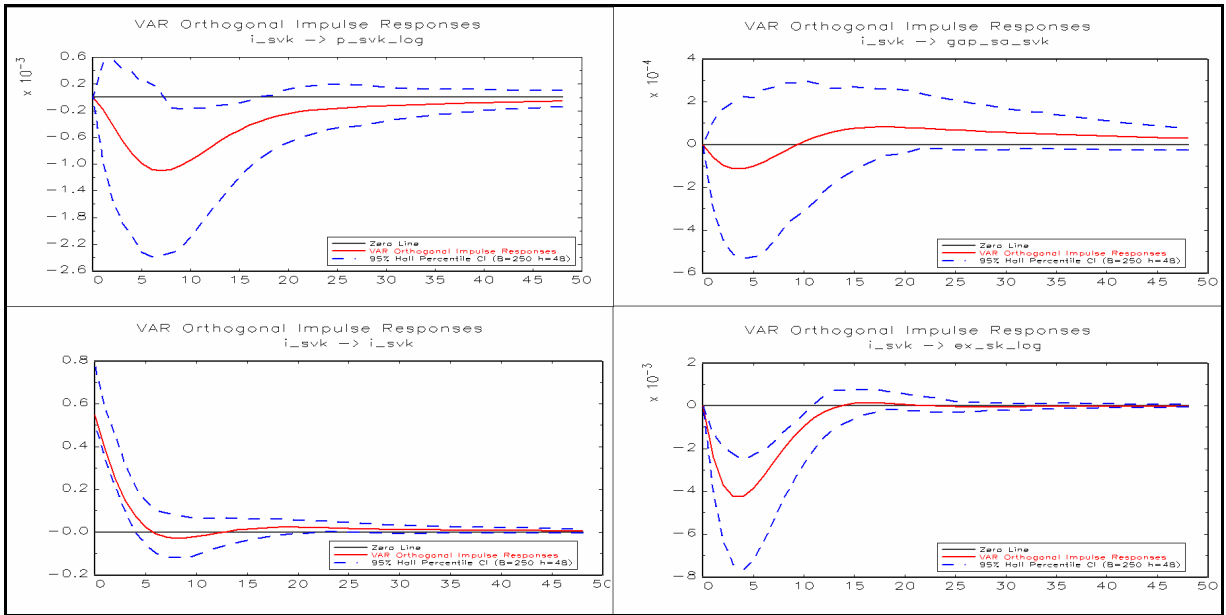 VAR Orthogonal Impulse Responses
i_svk -> p_svk_log
x 10^-3
0.6
0.2
-0.2
-0.6
-1.0
-1.4
-1.8
-2.2
-2.6
0 5 10 15 20 25 30 35 40 45 50
Zero Line
VAR Orthogonal Impulse Responses
95% Hall Percentile CI (B=250 h=48)
VAR Orthogonal Impulse Responses
i_svk -> gap_sa_svk
x 10^-4
4
2
0
-2
-4
-6
0 5 10 15 20 25 30 35 40 45 50
Zero Line
VAR Orthogonal Impulse Responses
95% Hall Percentile CI (B=250 h=48)
VAR Orthogonal Impulse Responses
i_svk -> i_svk
0.8
0.6
0.4
0.2
-0.0
-0.2
0 5 10 15 20 25 30 35 40 45 50
Zero Line
VAR Orthogonal Impulse Responses
95% Hall Percentile CI (B=250 h=48)
VAR Orthogonal Impulse Responses
i_svk -> ex_sk_log
x 10^-3
2
0
-2
-4
-6
-8
0 5 10 15 20 25 30 35 40 45 50
Zero Line
VAR Orthogonal Impulse Responses
95% Hall Percentile CI (B=250 h=48)